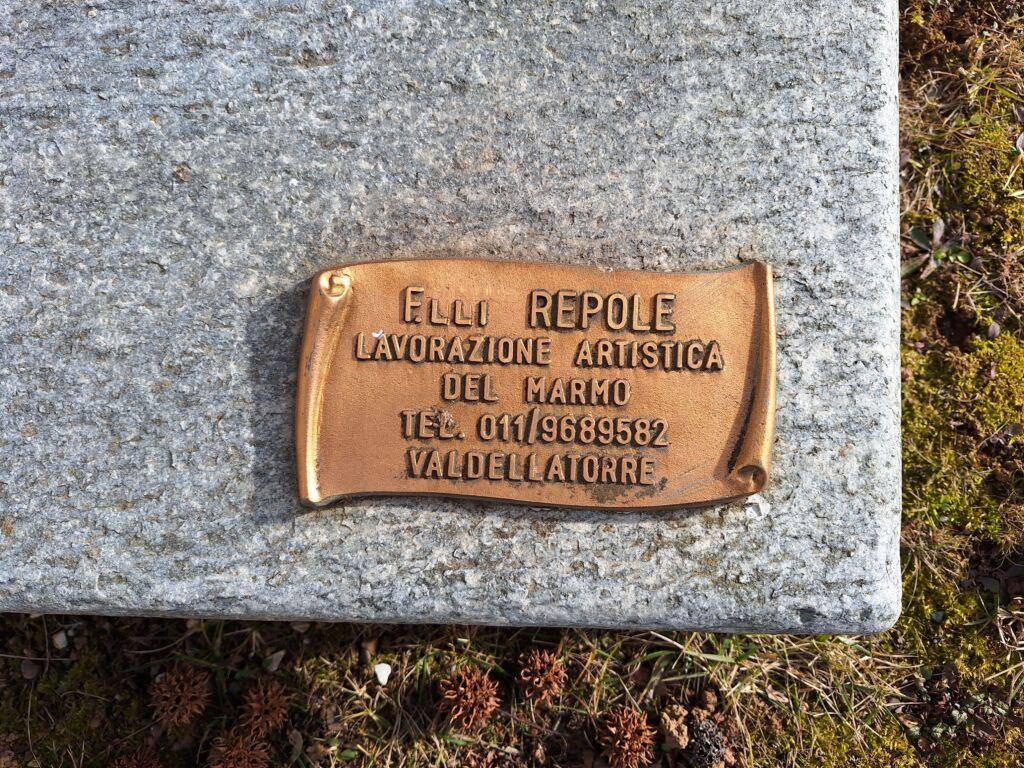 F.LLI REPOLE
LAVORAZIONE ARTISTICA
DEL MARMO
TEL. 011/9689582
VALDELLATORRE